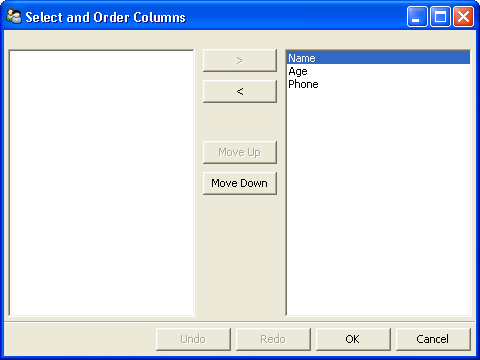 Select and Order Columns
>
<
Move Up
Move Down
Name
Age
Phone
Undo Redo OK Cancel